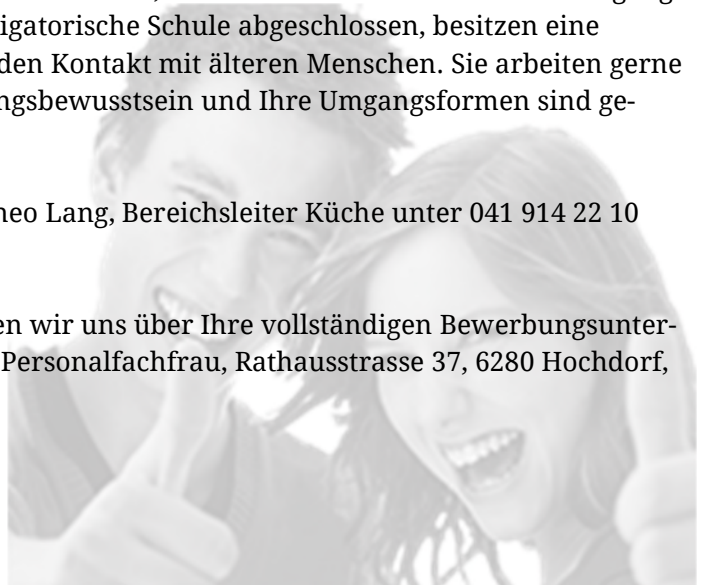 igatorische Schule abgeschlossen, besitzen eine
den Kontakt mit älteren Menschen. Sie arbeiten gerne
ngsbewusstsein und Ihre Umgangsformen sind ge-
neo Lang, Bereichsleiter Küche unter 041 914 22 10
en wir uns über Ihre vollständigen Bewerbungsunter-
Personalfachfrau, Rathausstrasse 37, 6280 Hochdorf,